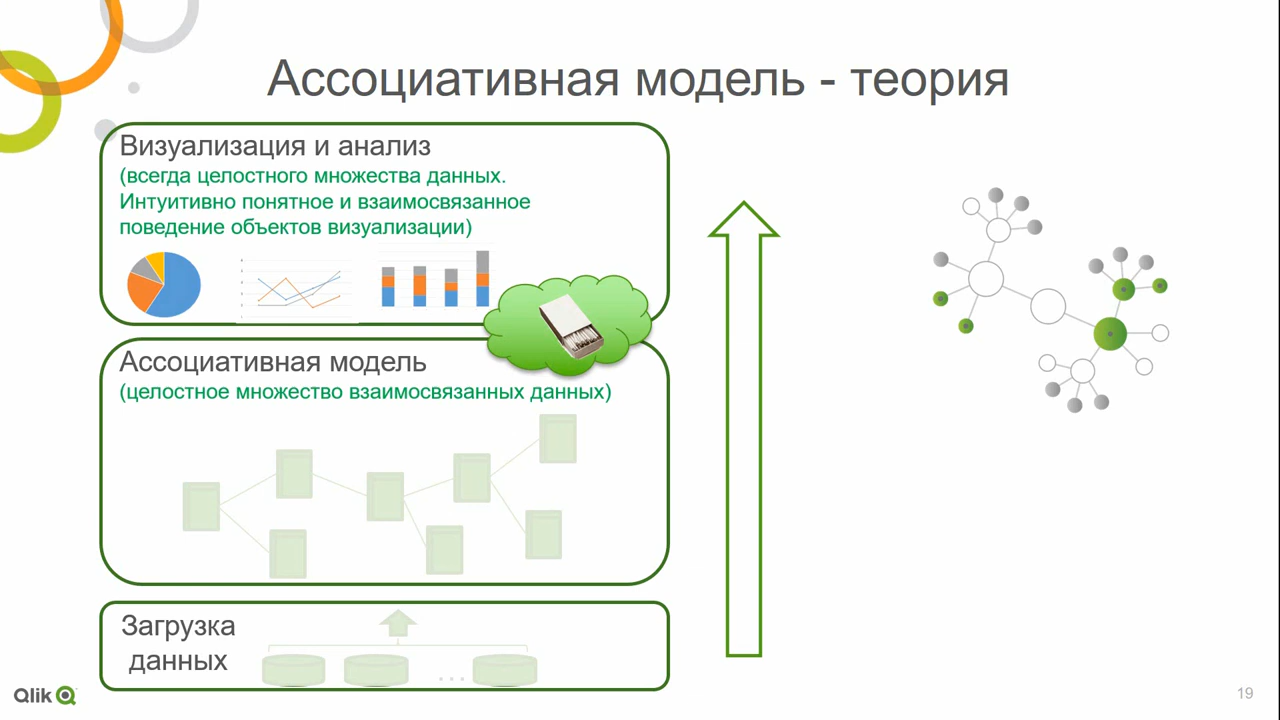 Ассоциативная модель - теория
Визуализация и анализ
(всегда целостного множества данных.
Интуитивно понятное и взаимосвязанное
поведение объектов визуализации)
Ассоциативная модель
(целостное множество взаимосвязанных данных)
Загрузка
данных
...
Qlik
19